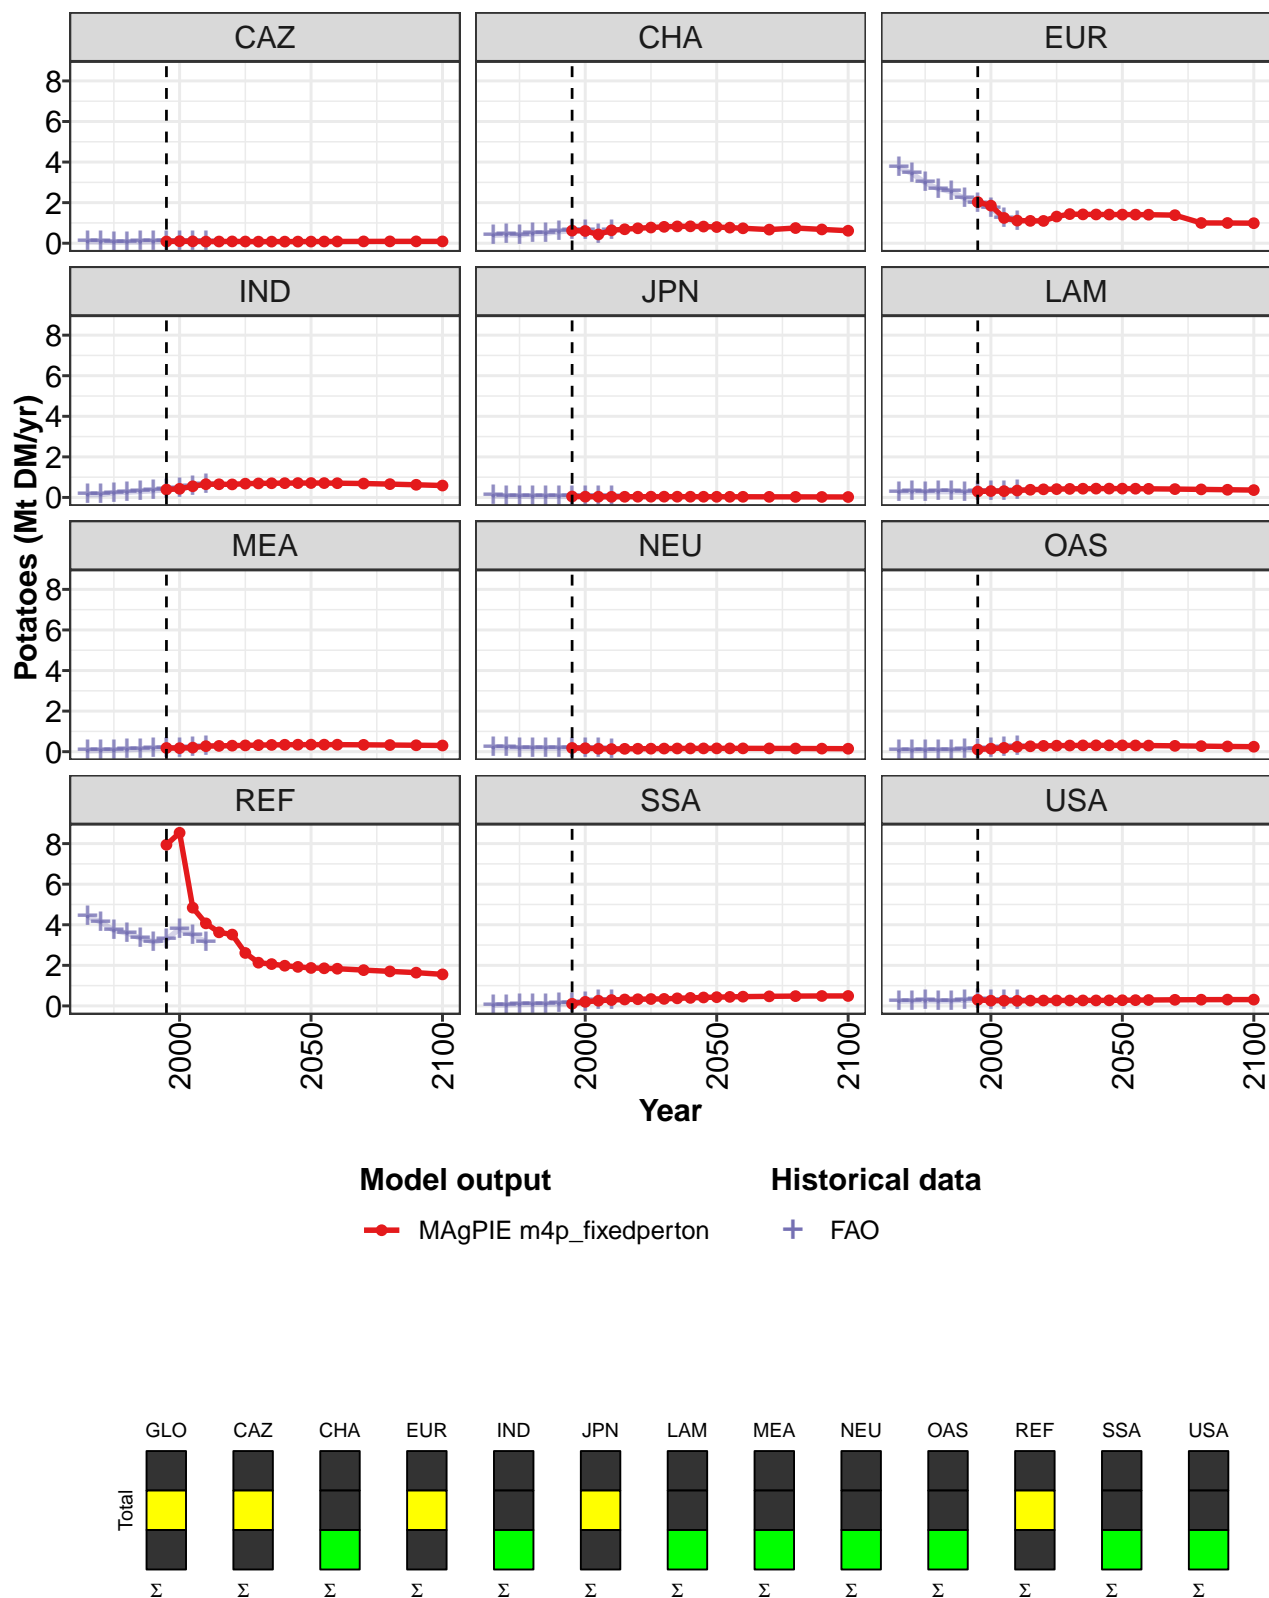 CAZ CHA EUR
8
6
4
2
0
IND JPN LAM
8
6
4
2
0
MEA NEU OAS
8
6
4
2
0
REF SSA USA
8
6
4
2
0
Potatoes (Mt DM/yr)
2000 2050 2100 2000 2050 2100 2000 2050 2100
Year
Model output Historical data
MAgPIE m4p_fixedperton FAO
GLO CAZ CHA EUR IND JPN LAM MEA NEU OAS REF SSA USA
Total
Σ Σ Σ Σ Σ Σ Σ Σ Σ Σ Σ Σ Σ